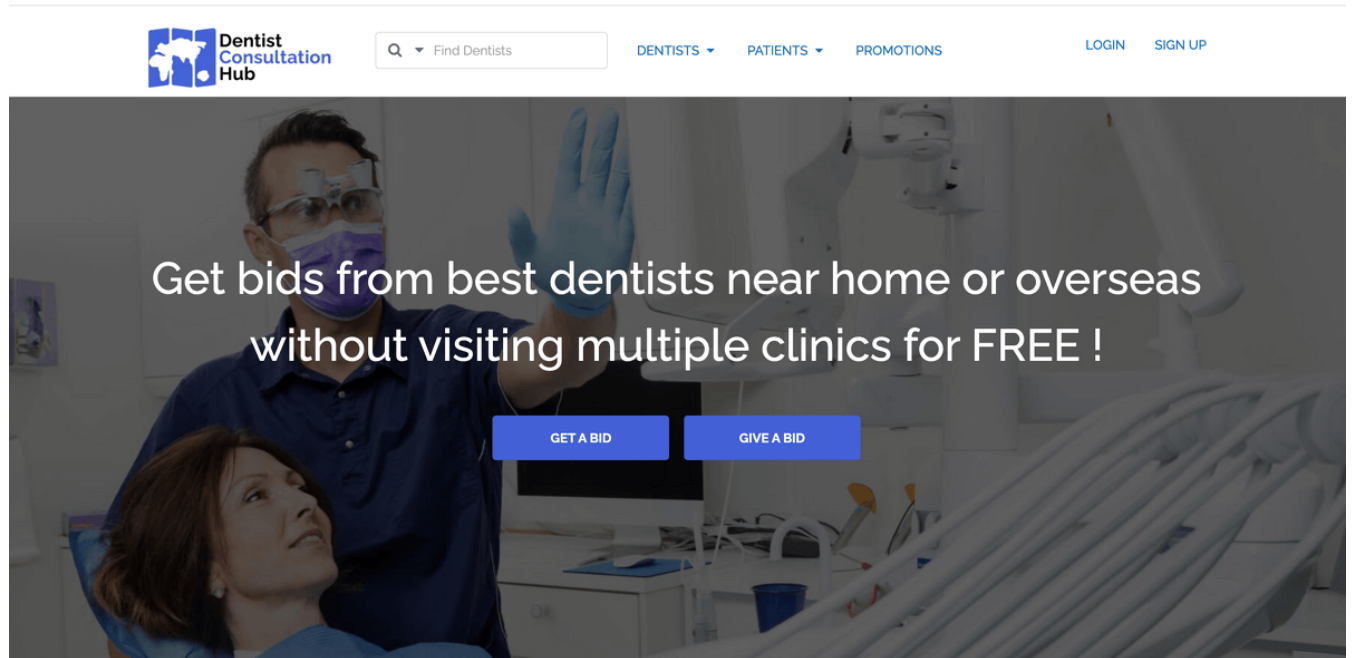 Dentist
Consultation
Hub
Find Dentists
DENTISTS
PATIENTS
PROMOTIONS
LOGIN
SIGN UP
Get bids from best dentists near home or overseas
without visiting multiple clinics for FREE !
GET A BID
GIVE A BID